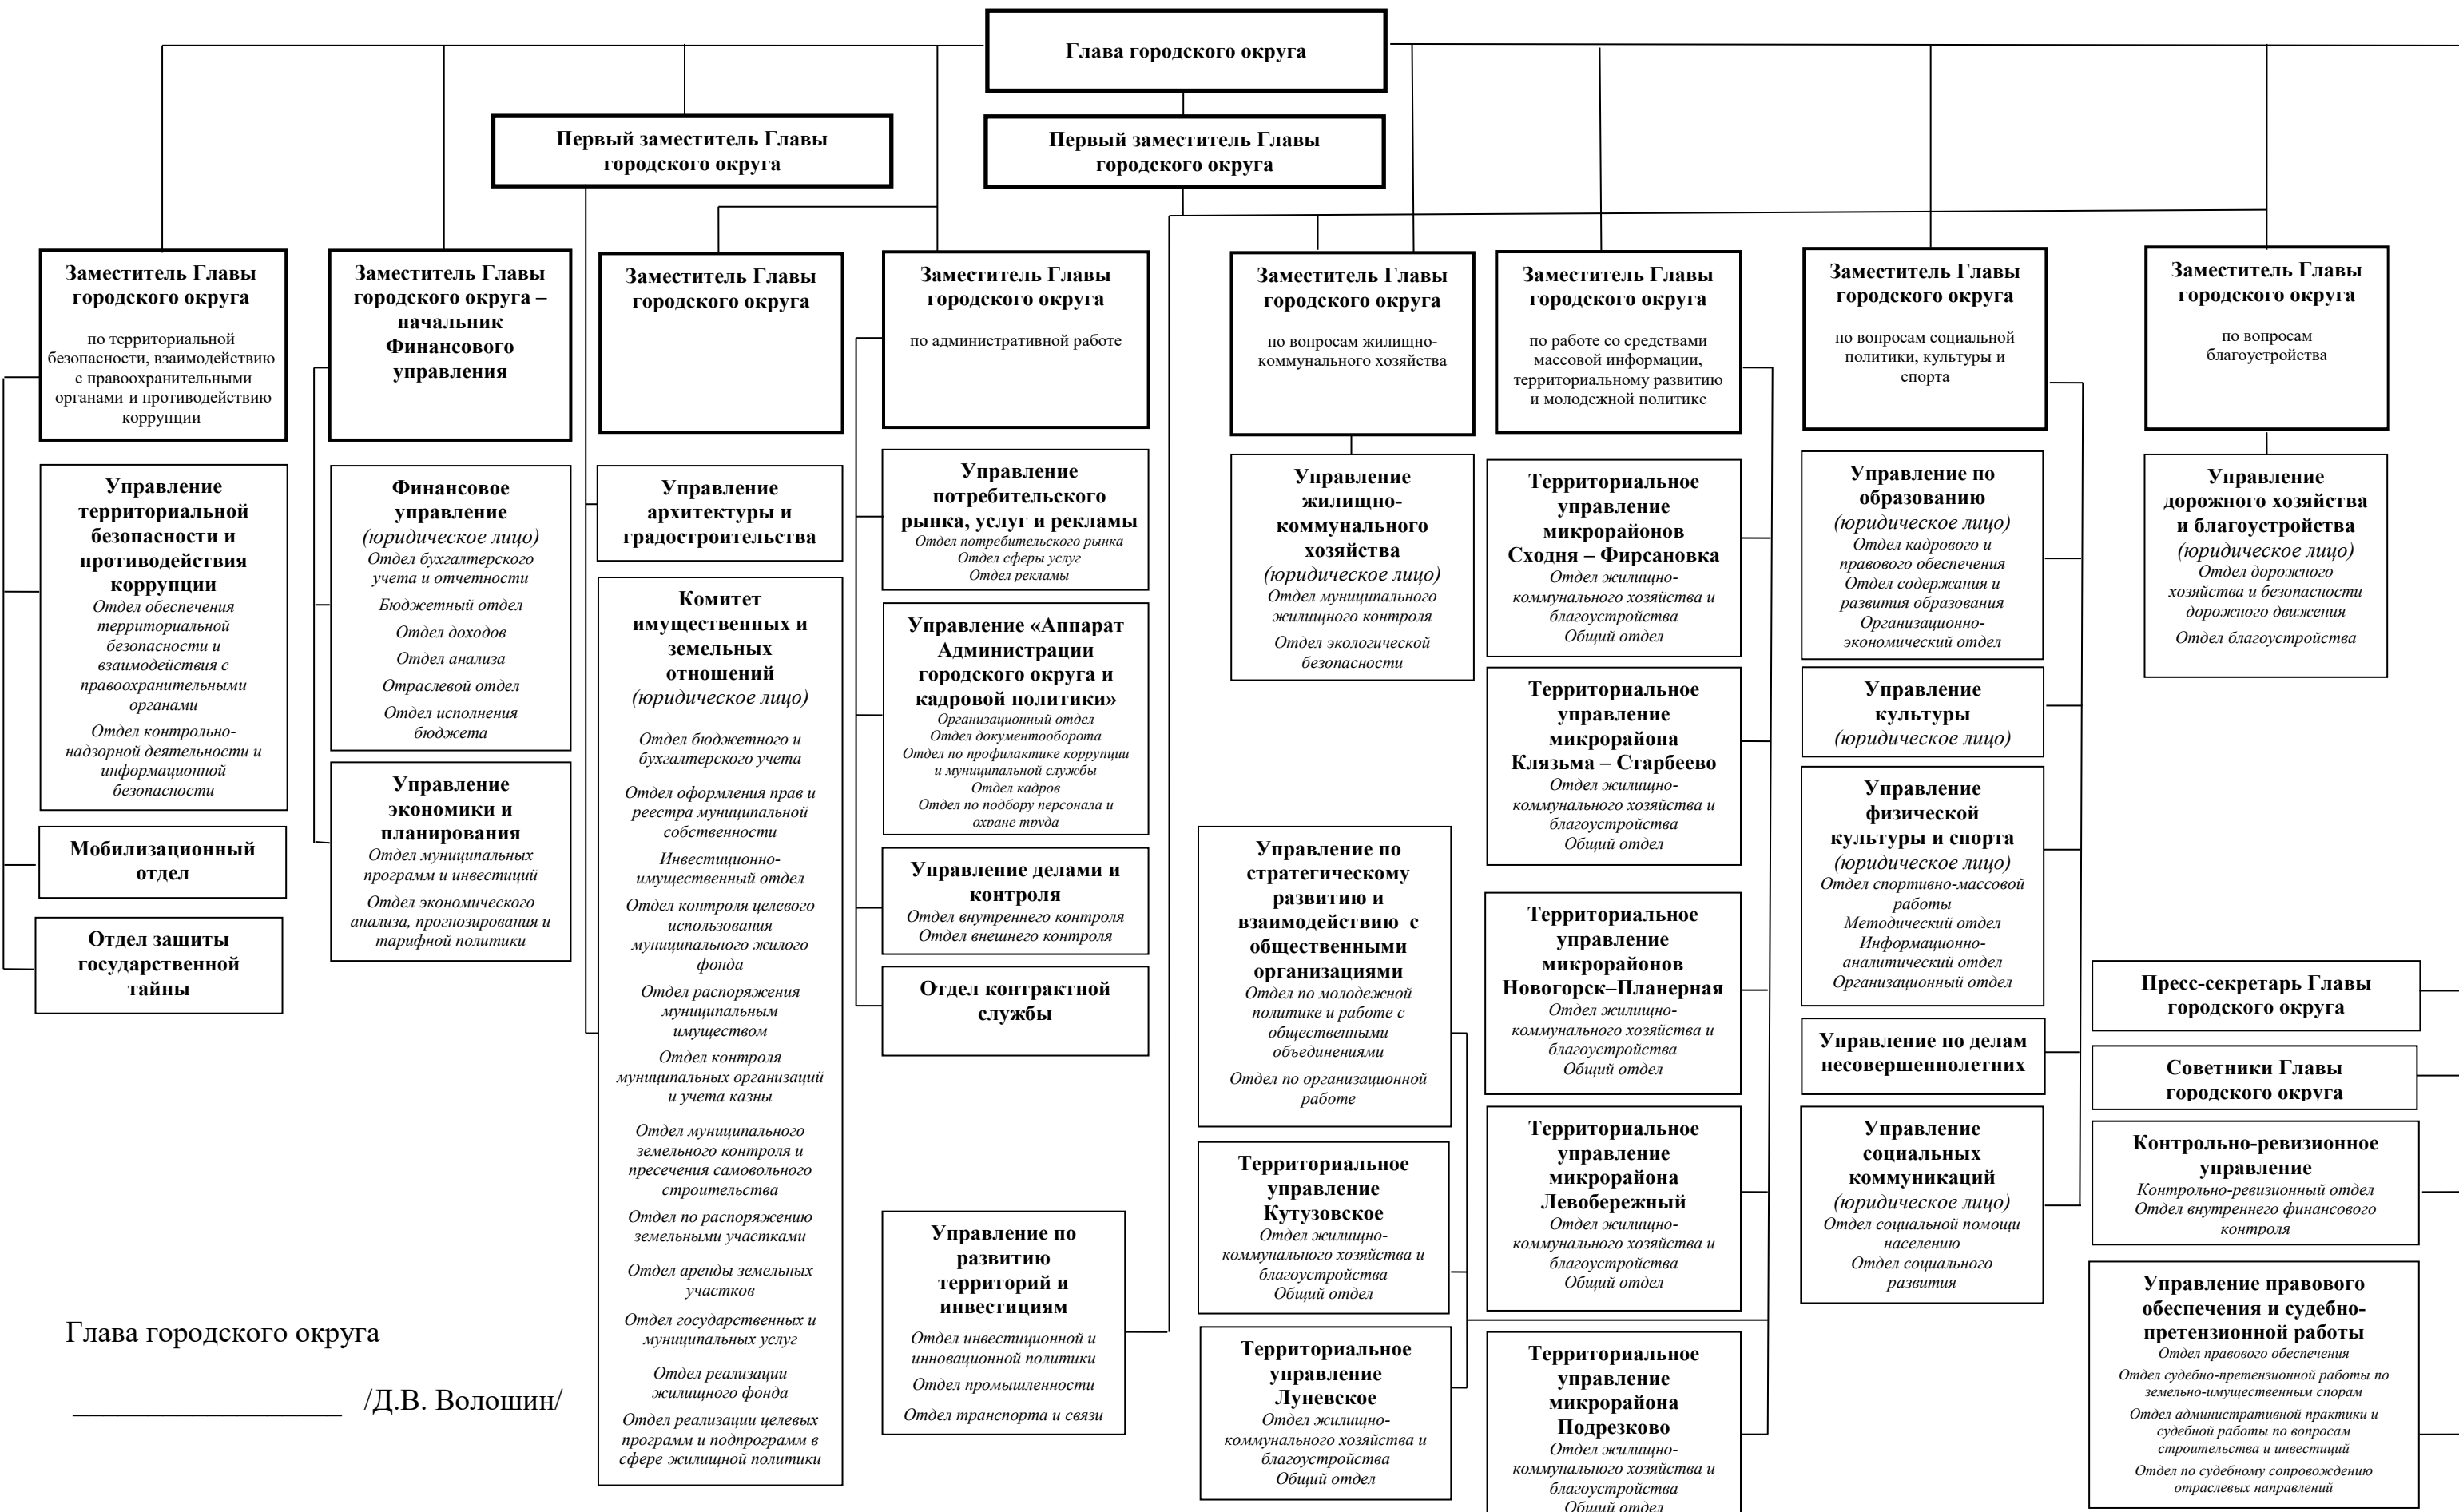 Глава городского округа
Первый заместитель Главы
городского округа
Первый заместитель Главы
городского округа
Заместитель Главы
городского округа
по территориальной
безопасности, взаимодействию
с правоохранительными
органами и противодействию
коррупции
Заместитель Главы
городского округа –
начальник
Финансового
управления
Заместитель Главы
городского округа
Заместитель Главы
городского округа
по административной работе
Заместитель Главы
городского округа
по вопросам жилищно-
коммунального хозяйства
Заместитель Главы
городского округа
по работе со средствами
массовой информации,
территориальному развитию
и молодежной политике
Заместитель Главы
городского округа
по вопросам социальной
политики, культуры и
спорта
Заместитель Главы
городского округа
по вопросам
благоустройства
Управление
территориальной
безопасности и
противодействия
коррупции
Отдел обеспечения
территориальной
безопасности и
взаимодействия с
правоохранительными
органами
Отдел контрольно-
надзорной деятельности и
информационной
безопасности
Мобилизационный
отдел
Отдел защиты
государственной
тайны
Финансовое
управление
(юридическое лицо)
Отдел бухгалтерского
учета и отчетности
Бюджетный отдел
Отдел доходов
Отдел анализа
Отраслевой отдел
Отдел исполнения
бюджета
Управление
экономики и
планирования
Отдел муниципальных
программ и инвестиций
Отдел экономического
анализа, прогнозирования и
тарифной политики
Управление
архитектуры и
градостроительства
Комитет
имущественных и
земельных
отношений
(юридическое лицо)
Отдел бюджетного и
бухгалтерского учета
Отдел оформления прав и
реестра муниципальной
собственности
Инвестиционно-
имущественный отдел
Отдел контроля целевого
использования
муниципального жилого
фонда
Отдел распоряжения
муниципальным
имуществом
Отдел контроля
муниципальных организаций
и учета казны
Отдел муниципального
земельного контроля и
пресечения самовольного
строительства
Отдел по распоряжению
земельными участками
Отдел аренды земельных
участков
Отдел государственных и
муниципальных услуг
Отдел реализации
жилищного фонда
Отдел реализации целевых
программ и подпрограмм в
сфере жилищной политики
Управление
потребительского
рынка, услуг и рекламы
Отдел потребительского рынка
Отдел сферы услуг
Отдел рекламы
Управление «Аппарат
Администрации
городского округа и
кадровой политики»
Организационный отдел
Отдел документооборота
Отдел по профилактике коррупции
и муниципальной службы
Отдел кадров
Отдел по подбору персонала и
охране труда
Управление делами и
контроля
Отдел внутреннего контроля
Отдел внешнего контроля
Отдел контрактной
службы
Управление по
развитию
территорий и
инвестициям
Отдел инвестиционной и
инновационной политики
Отдел промышленности
Отдел транспорта и связи
Управление
жилищно-
коммунального
хозяйства
(юридическое лицо)
Отдел муниципального
жилищного контроля
Отдел экологической
безопасности
Управление по
стратегическому
развитию и
взаимодействию с
общественными
организациями
Отдел по молодежной
политике и работе с
общественными
объединениями
Отдел по организационной
работе
Территориальное
управление
Кутузовское
Отдел жилищно-
коммунального хозяйства и
благоустройства
Общий отдел
Территориальное
управление
Луневское
Отдел жилищно-
коммунального хозяйства и
благоустройства
Общий отдел
Территориальное
управление
микрорайонов
Сходня – Фирсановка
Отдел жилищно-
коммунального хозяйства и
благоустройства
Общий отдел
Территориальное
управление
микрорайона
Клязьма – Старбеево
Отдел жилищно-
коммунального хозяйства и
благоустройства
Общий отдел
Территориальное
управление
микрорайонов
Новогорск–Планерная
Отдел жилищно-
коммунального хозяйства и
благоустройства
Общий отдел
Территориальное
управление
микрорайона
Левобережный
Отдел жилищно-
коммунального хозяйства и
благоустройства
Общий отдел
Территориальное
управление
микрорайона
Подрезково
Отдел жилищно-
коммунального хозяйства и
благоустройства
Общий отдел
Управление по
образованию
(юридическое лицо)
Отдел кадрового и
правового обеспечения
Отдел содержания и
развития образования
Организационно-
экономический отдел
Управление
культуры
(юридическое лицо)
Управление
физической
культуры и спорта
(юридическое лицо)
Отдел спортивно-массовой
работы
Методический отдел
Информационно-
аналитический отдел
Организационный отдел
Управление по делам
несовершеннолетних
Управление
социальных
коммуникаций
(юридическое лицо)
Отдел социальной помощи
населению
Отдел социального
развития
Управление
дорожного хозяйства
и благоустройства
(юридическое лицо)
Отдел дорожного
хозяйства и безопасности
дорожного движения
Отдел благоустройства
Пресс-секретарь Главы
городского округа
Советники Главы
городского округа
Контрольно-ревизионное
управление
Контрольно-ревизионный отдел
Отдел внутреннего финансового
контроля
Управление правового
обеспечения и судебно-
претензионной работы
Отдел правового обеспечения
Отдел судебно-претензионной работы по
земельно-имущественным спорам
Отдел административной практики и
судебной работы по вопросам
строительства и инвестиций
Отдел по судебному сопровождению
отраслевых направлений
Глава городского округа
__________________ /Д.В. Волошин/